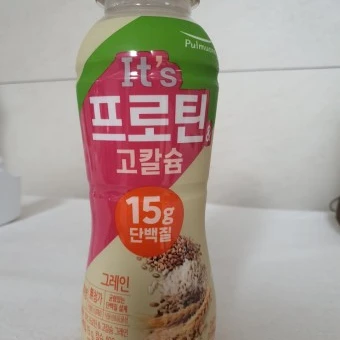 Pulmuone
It's
프로틴&
고칼슘
15g
단백질
그레인